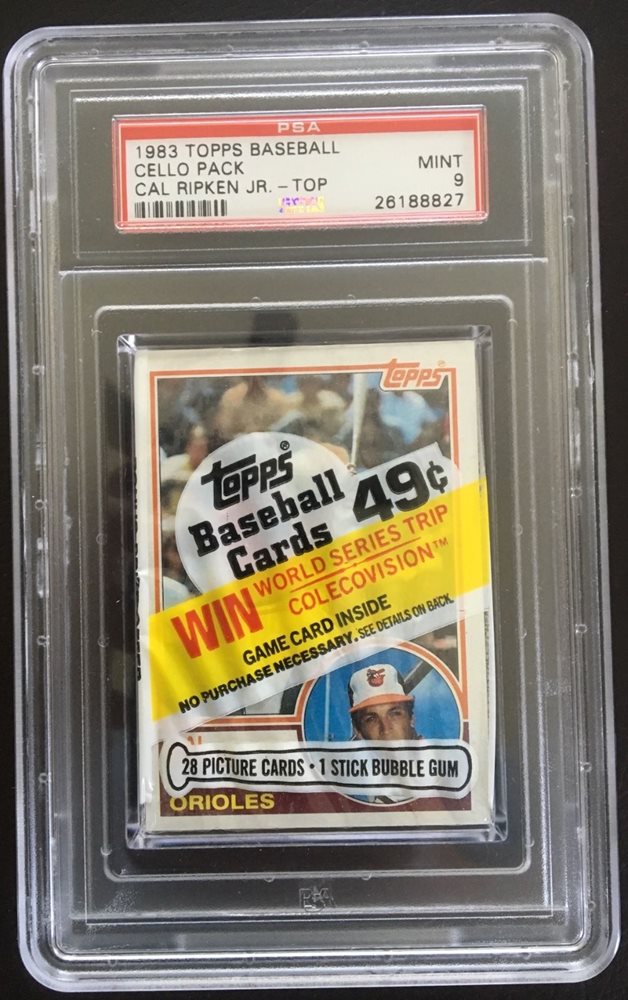 PSA
1983 TOPPS BASEBALL
CELLO PACK
CAL RIPKEN JR. - TOP
MINT
9
26188827
topps
topps®
Baseball
Cards
49¢
WIN
WORLD SERIES TRIP
COLECOVISION™
GAME CARD INSIDE
NO PURCHASE NECESSARY. SEE DETAILS ON BACK.
28 PICTURE CARDS • 1 STICK BUBBLE GUM
ORIOLES
PSA